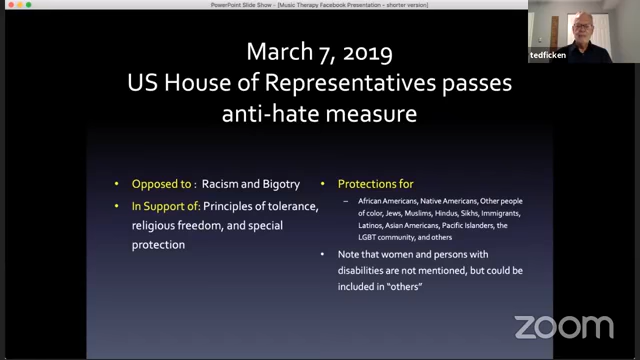 PowerPoint Slide Show - [Music Therapy Facebook Presentation - shorter version]
tedficken
March 7, 2019
US House of Representatives passes
anti-hate measure
• Opposed to : Racism and Bigotry
• In Support of: Principles of tolerance,
religious freedom, and special
protection
• Protections for
– African Americans, Native Americans, Other people
of color, Jews, Muslims, Hindus, Sikhs, Immigrants,
Latinos, Asian Americans, Pacific Islanders, the
LGBT community, and others
• Note that women and persons with
disabilities are not mentioned, but could be
included in “others”
zoom